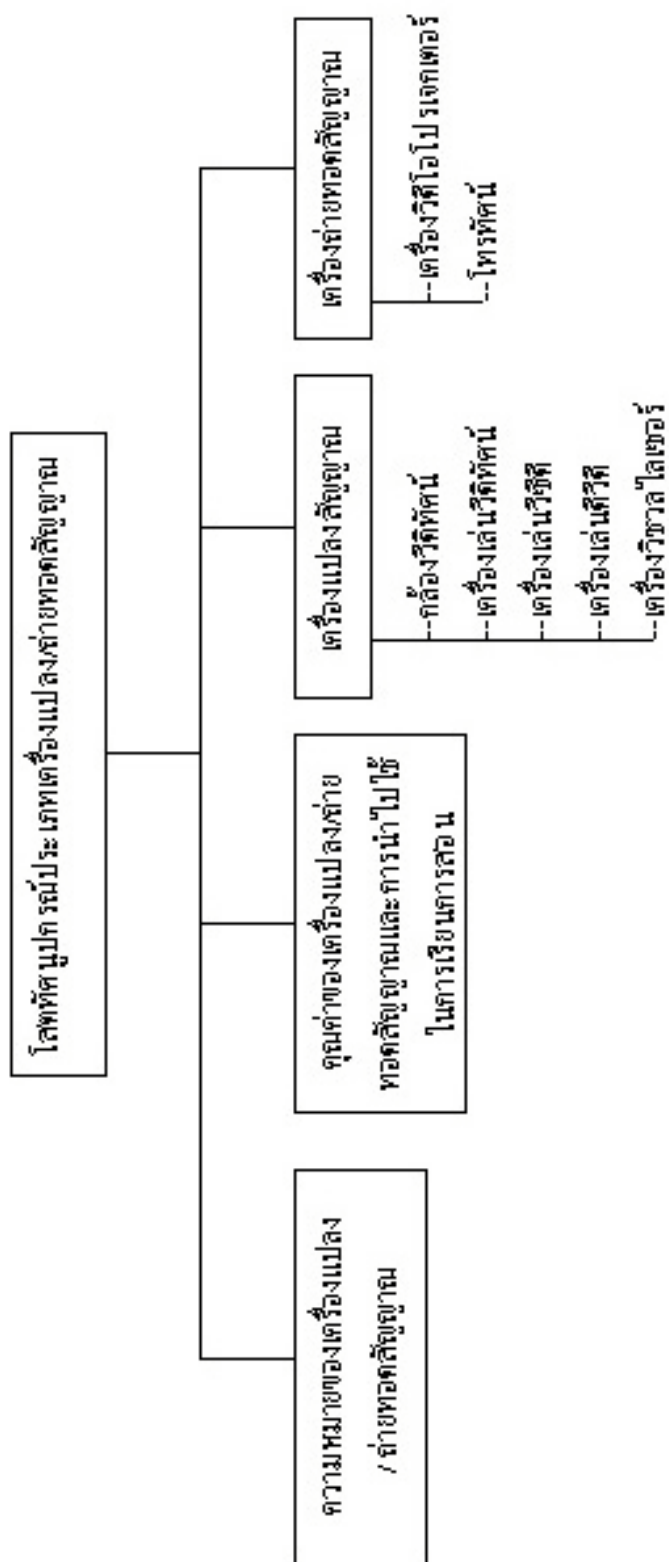 โสตทัศนูปกรณ์ประเภทเครื่องแปลง/ถ่ายทอดสัญญาณ
ความหมายของเครื่องแปลง
/ ถ่ายทอดสัญญาณ
คุณค่าของเครื่องแปลง/ถ่าย
ทอดสัญญาณและการนำไปใช้
ในการเรียนการสอน
เครื่องแปลงสัญญาณ
--กล้องวีดิทัศน์
--เครื่องเล่นวีดิทัศน์
--เครื่องเล่นวีซีดี
--เครื่องเล่นดีวีดี
--เครื่องวิชวลไลเซอร์
เครื่องถ่ายทอดสัญญาณ
--เครื่องวิดีโอโปรเจกเตอร์
--โทรทัศน์